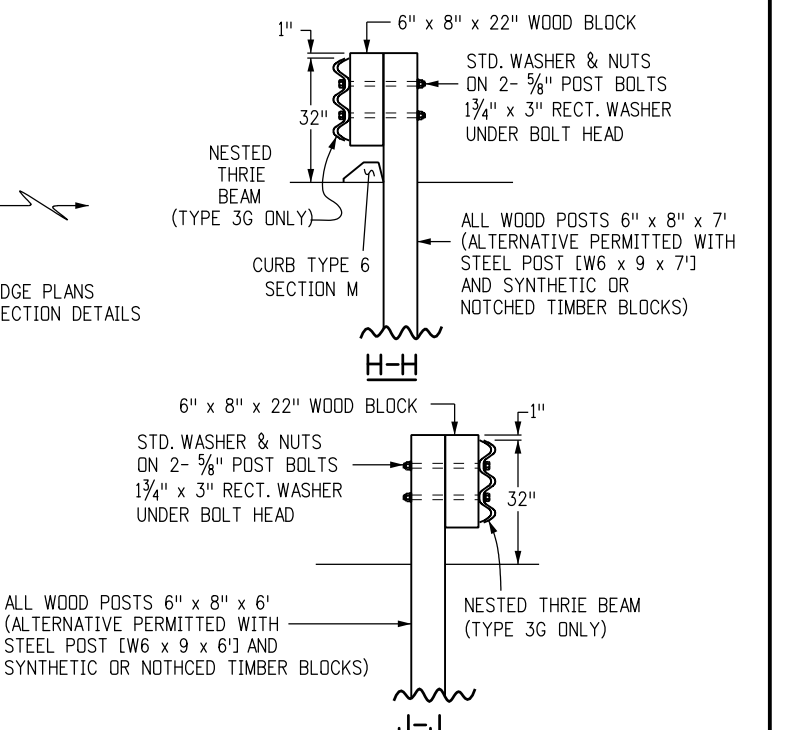 1"
6" x 8" x 22" WOOD BLOCK
STD. WASHER & NUTS
ON 2- 5/8" POST BOLTS
1 3/4" x 3" RECT. WASHER
UNDER BOLT HEAD
32"
NESTED
THRIE
BEAM
(TYPE 3G ONLY)
CURB TYPE 6
SECTION M
ALL WOOD POSTS 6" x 8" x 7'
(ALTERNATIVE PERMITTED WITH
STEEL POST [W6 x 9 x 7']
AND SYNTHETIC OR
NOTCHED TIMBER BLOCKS)
DGE PLANS
ECTION DETAILS
H-H
6" x 8" x 22" WOOD BLOCK
1"
STD. WASHER & NUTS
ON 2- 5/8" POST BOLTS
1 3/4" x 3" RECT. WASHER
UNDER BOLT HEAD
32"
ALL WOOD POSTS 6" x 8" x 6'
(ALTERNATIVE PERMITTED WITH
STEEL POST [W6 x 9 x 6'] AND
SYNTHETIC OR NOTHCED TIMBER BLOCKS)
NESTED THRIE BEAM
(TYPE 3G ONLY)
J-J